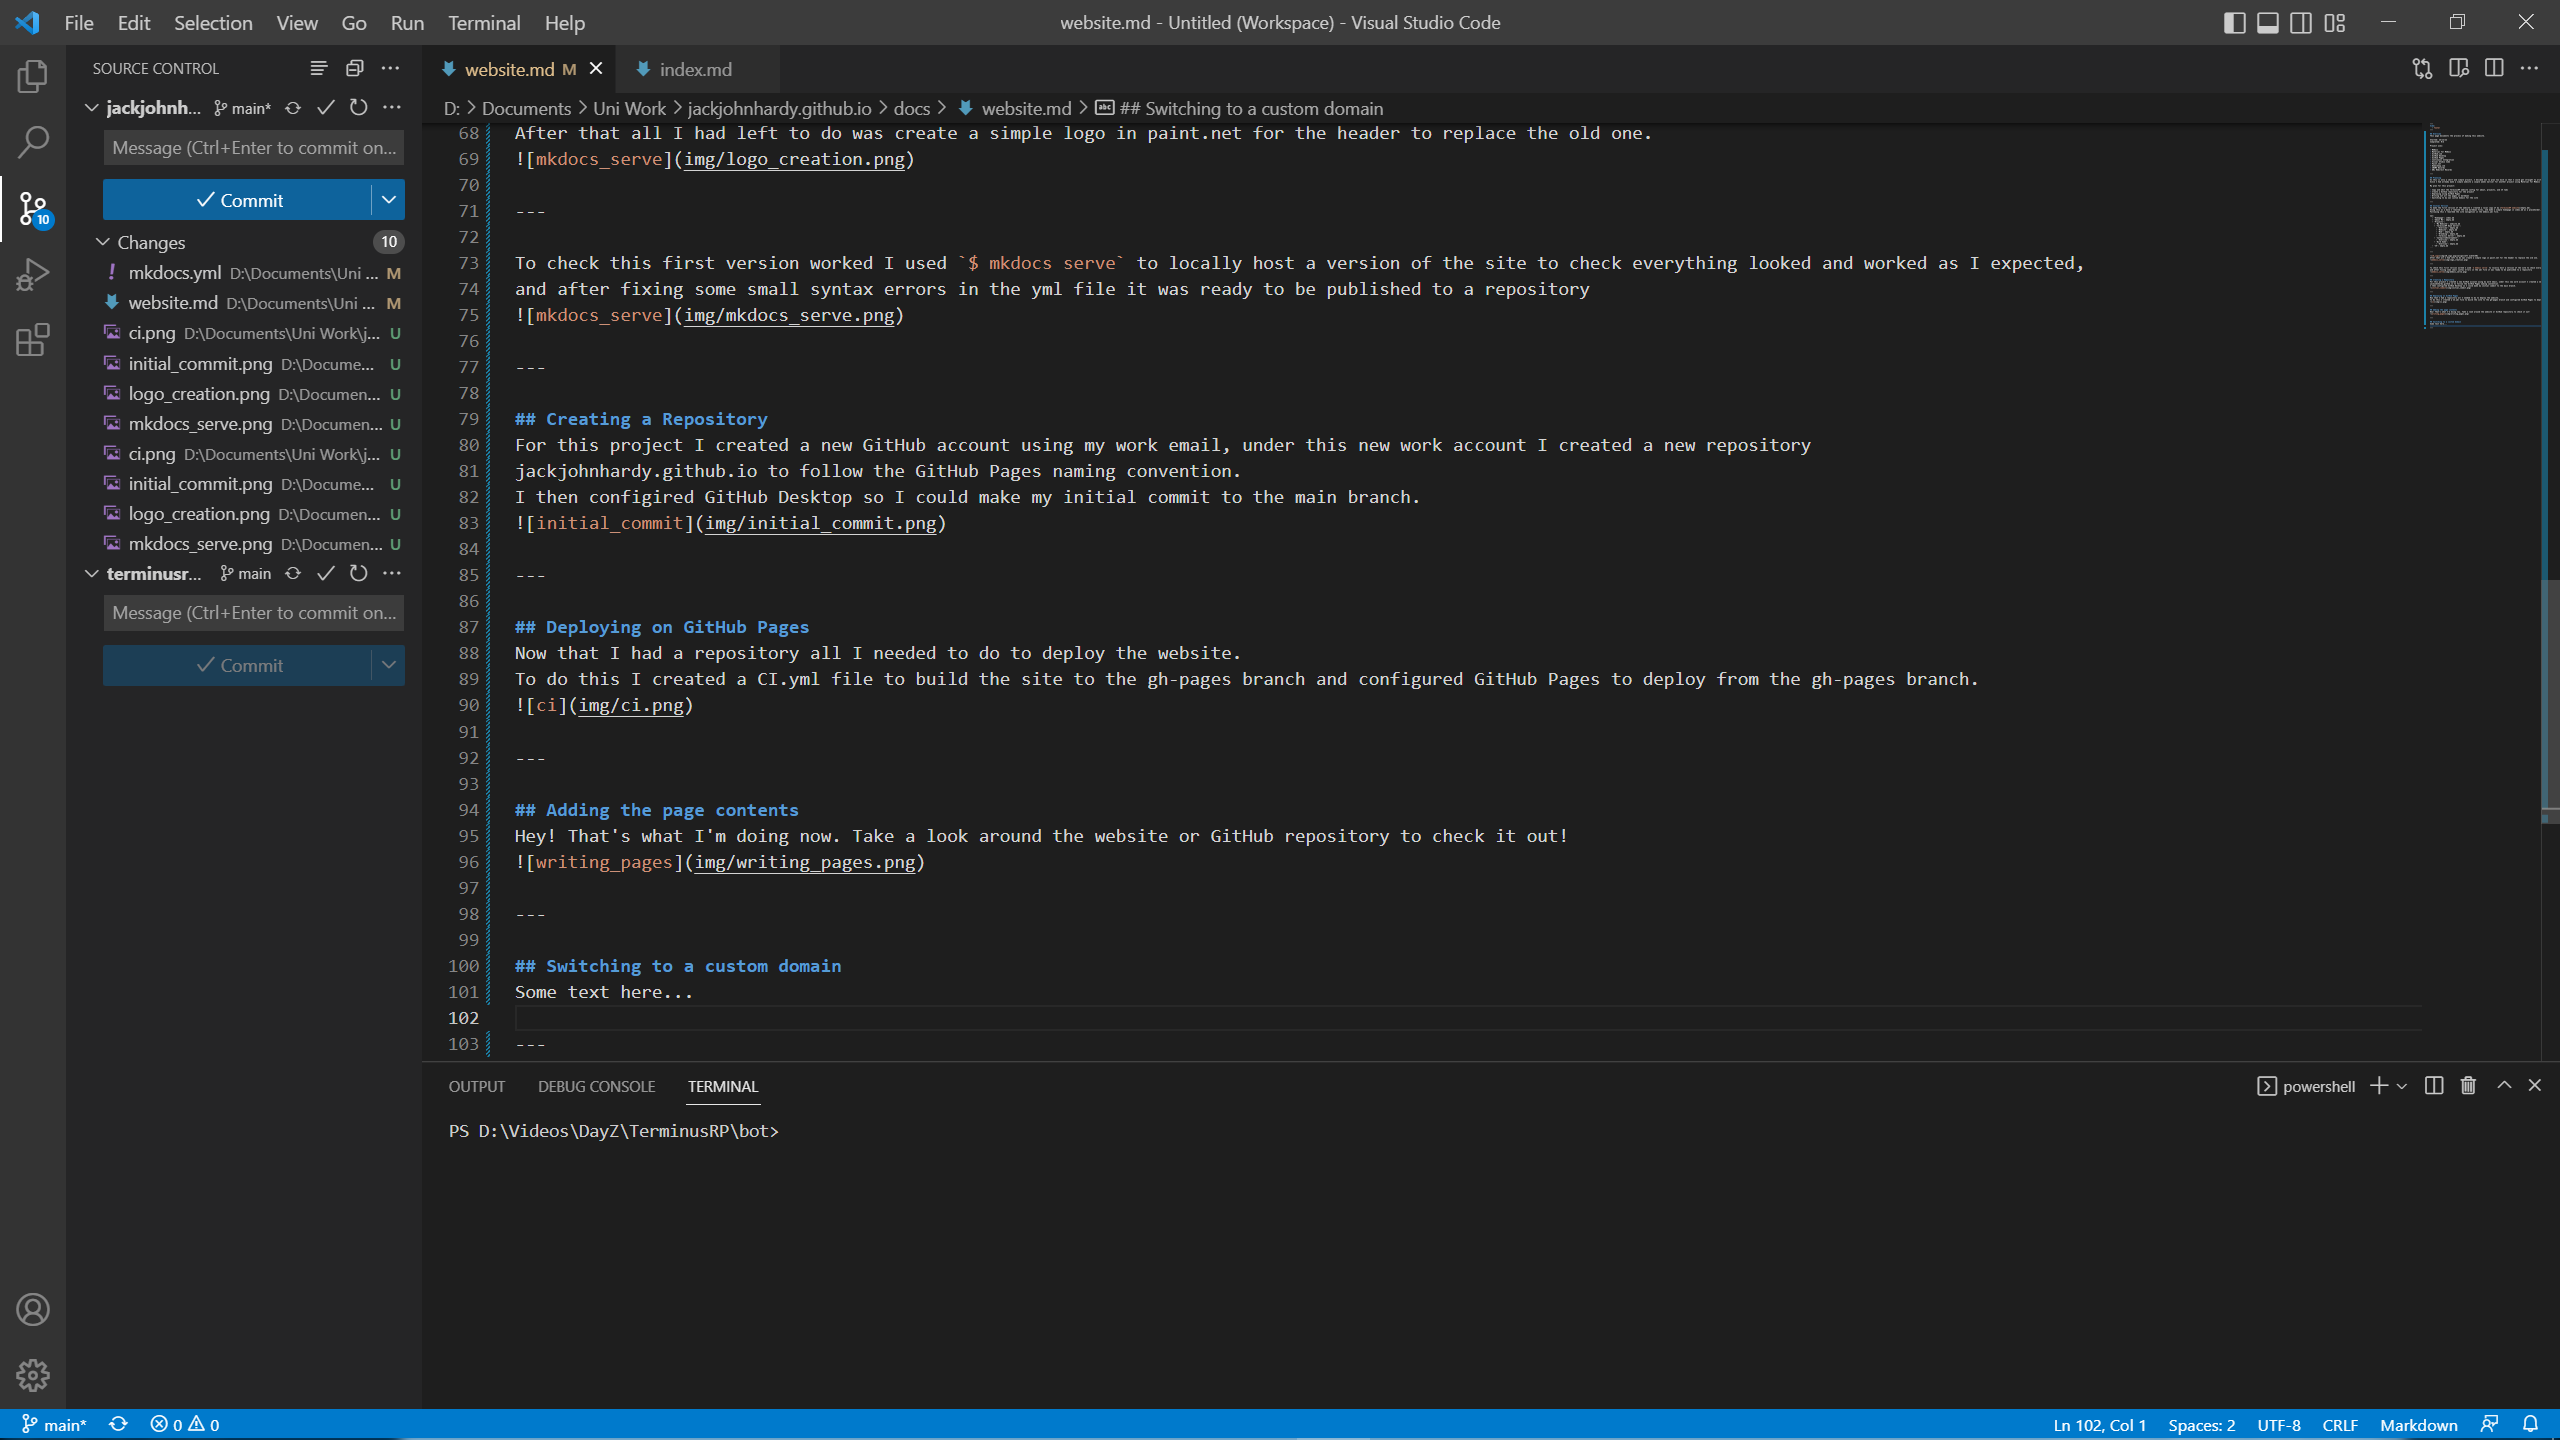 File Edit Selection View Go Run Terminal Help
website.md - Untitled (Workspace) - Visual Studio Code
SOURCE CONTROL
jackjohnh... main*
Message (Ctrl+Enter to commit on...
Commit
Changes 10
mkdocs.yml D:\Documents\Uni ... M
website.md D:\Documents\Uni ... M
ci.png D:\Documents\Uni Work\j... U
initial_commit.png D:\Docume... U
logo_creation.png D:\Documen... U
mkdocs_serve.png D:\Documen... U
ci.png D:\Documents\Uni Work\j... U
initial_commit.png D:\Docume... U
logo_creation.png D:\Documen... U
mkdocs_serve.png D:\Documen... U
terminusr... main
Message (Ctrl+Enter to commit on...
Commit
10
website.md M
index.md
D: > Documents > Uni Work > jackjohnhardy.github.io > docs > website.md > ## Switching to a custom domain
68 After that all I had left to do was create a simple logo in paint.net for the header to replace the old one.
69 ![mkdocs_serve](img/logo_creation.png)
70
71 ---
72
73 To check this first version worked I used `$ mkdocs serve` to locally host a version of the site to check everything looked and worked as I expected,
74 and after fixing some small syntax errors in the yml file it was ready to be published to a repository
75 ![mkdocs_serve](img/mkdocs_serve.png)
76
77 ---
78
79 ## Creating a Repository
80 For this project I created a new GitHub account using my work email, under this new work account I created a new repository
81 jackjohnhardy.github.io to follow the GitHub Pages naming convention.
82 I then configired GitHub Desktop so I could make my initial commit to the main branch.
83 ![initial_commit](img/initial_commit.png)
84
85 ---
86
87 ## Deploying on GitHub Pages
88 Now that I had a repository all I needed to do to deploy the website.
89 To do this I created a CI.yml file to build the site to the gh-pages branch and configured GitHub Pages to deploy from the gh-pages branch.
90 ![ci](img/ci.png)
91
92 ---
93
94 ## Adding the page contents
95 Hey! That's what I'm doing now. Take a look around the website or GitHub repository to check it out!
96 ![writing_pages](img/writing_pages.png)
97
98 ---
99
100 ## Switching to a custom domain
101 Some text here...
102
103 ---
OUTPUT DEBUG CONSOLE TERMINAL
powershell
PS D:\Videos\DayZ\TerminusRP\bot>
main* 0 0
Ln 102, Col 1 Spaces: 2 UTF-8 CRLF Markdown